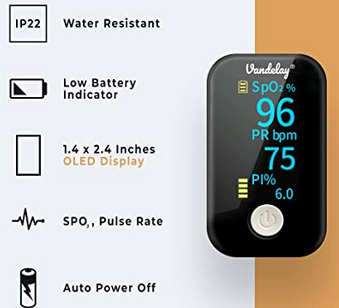 IP22
Water Resistant
Low Battery
Indicator
1.4 x 2.4 Inches
OLED Display
SPO₂, Pulse Rate
Auto Power Off
Vandelay®
SpO₂ %
96
PR bpm
75
PI%
6.0